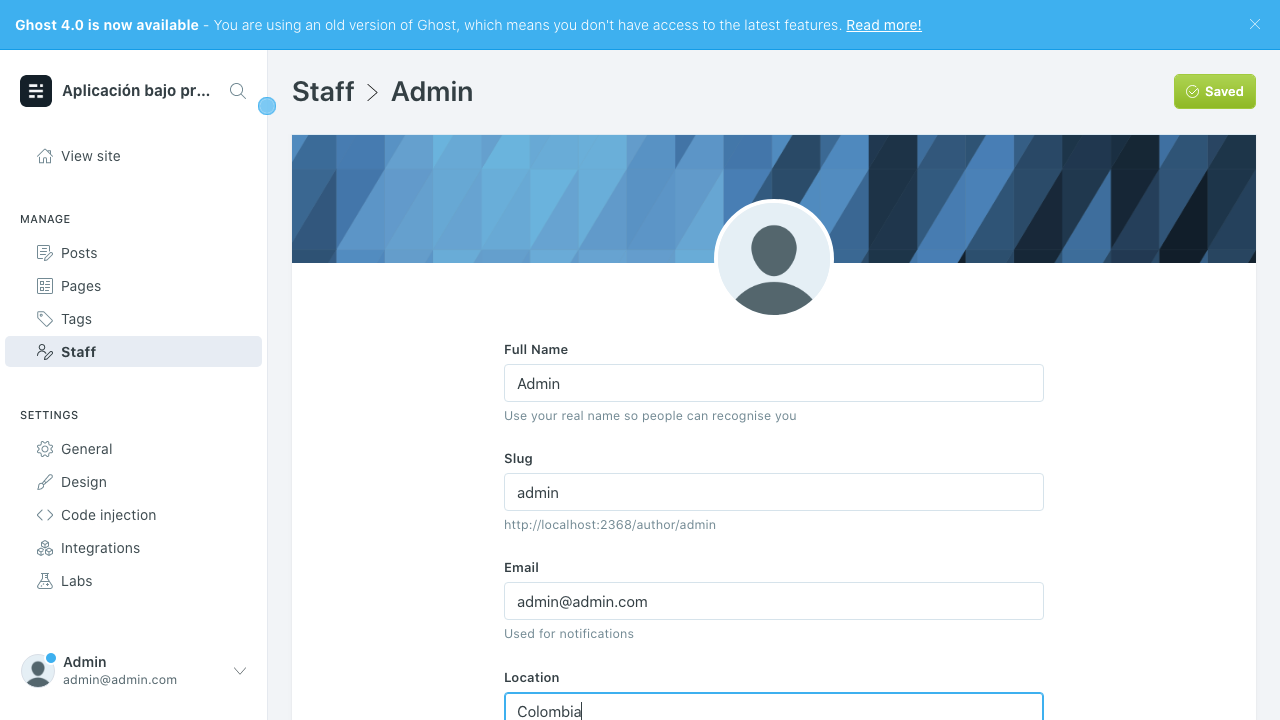 Ghost 4.0 is now available - You are using an old version of Ghost, which means you don't have access to the latest features. Read more!
Aplicación bajo pr...
View site
MANAGE
Posts
Pages
Tags
Staff
SETTINGS
General
Design
Code injection
Integrations
Labs
Admin
admin@admin.com
Staff > Admin
Saved
Full Name
Admin
Use your real name so people can recognise you
Slug
admin
http://localhost:2368/author/admin
Email
admin@admin.com
Used for notifications
Location
Colombia